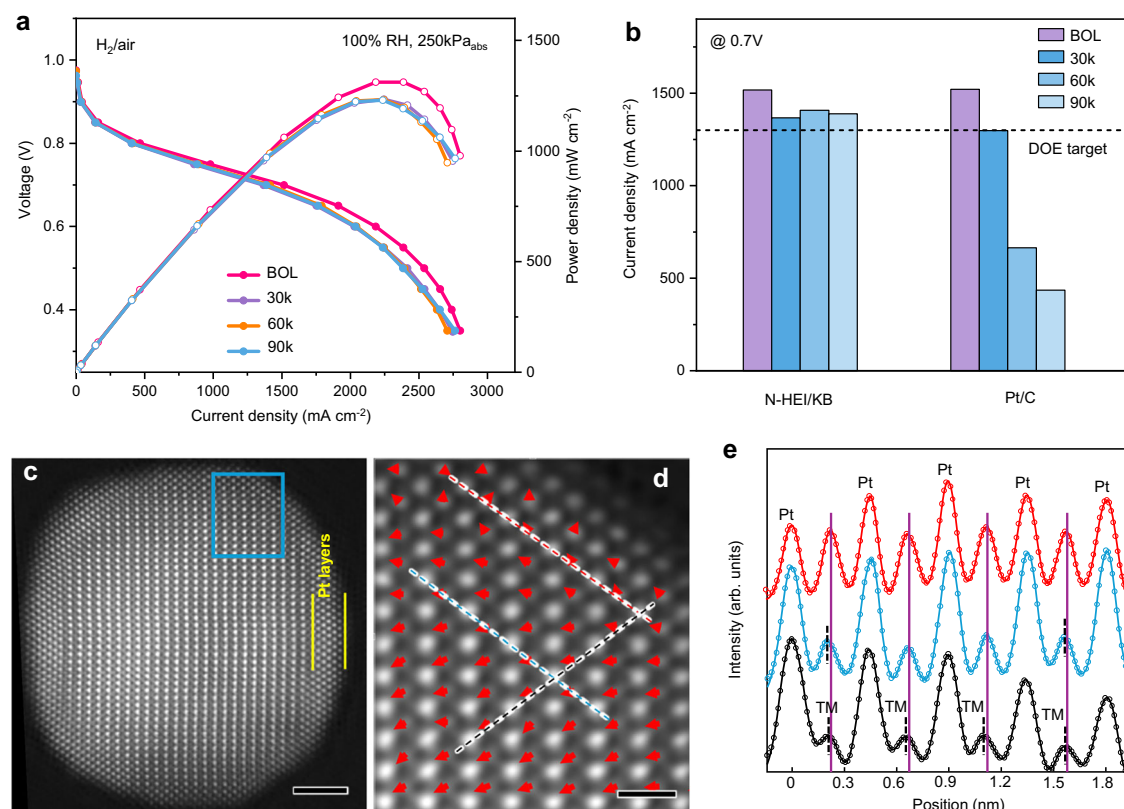 a
H₂/air
100% RH, 250kPaabs
1.0
0.8
0.6
0.4
Voltage (V)
1500
1000
500
0
Power density (mW cm⁻²)
BOL
30k
60k
90k
0
500
1000
1500
2000
2500
3000
Current density (mA cm⁻²)
b
@ 0.7V
BOL
30k
60k
90k
1500
1000
500
0
Current density (mA cm⁻²)
DOE target
N-HEI/KB
Pt/C
c
Pt layers
d
e
Pt
Pt
Pt
Pt
Pt
TM
TM
TM
TM
Intensity (arb. units)
0
0.3
0.6
0.9
1.2
1.5
1.8
Position (nm)